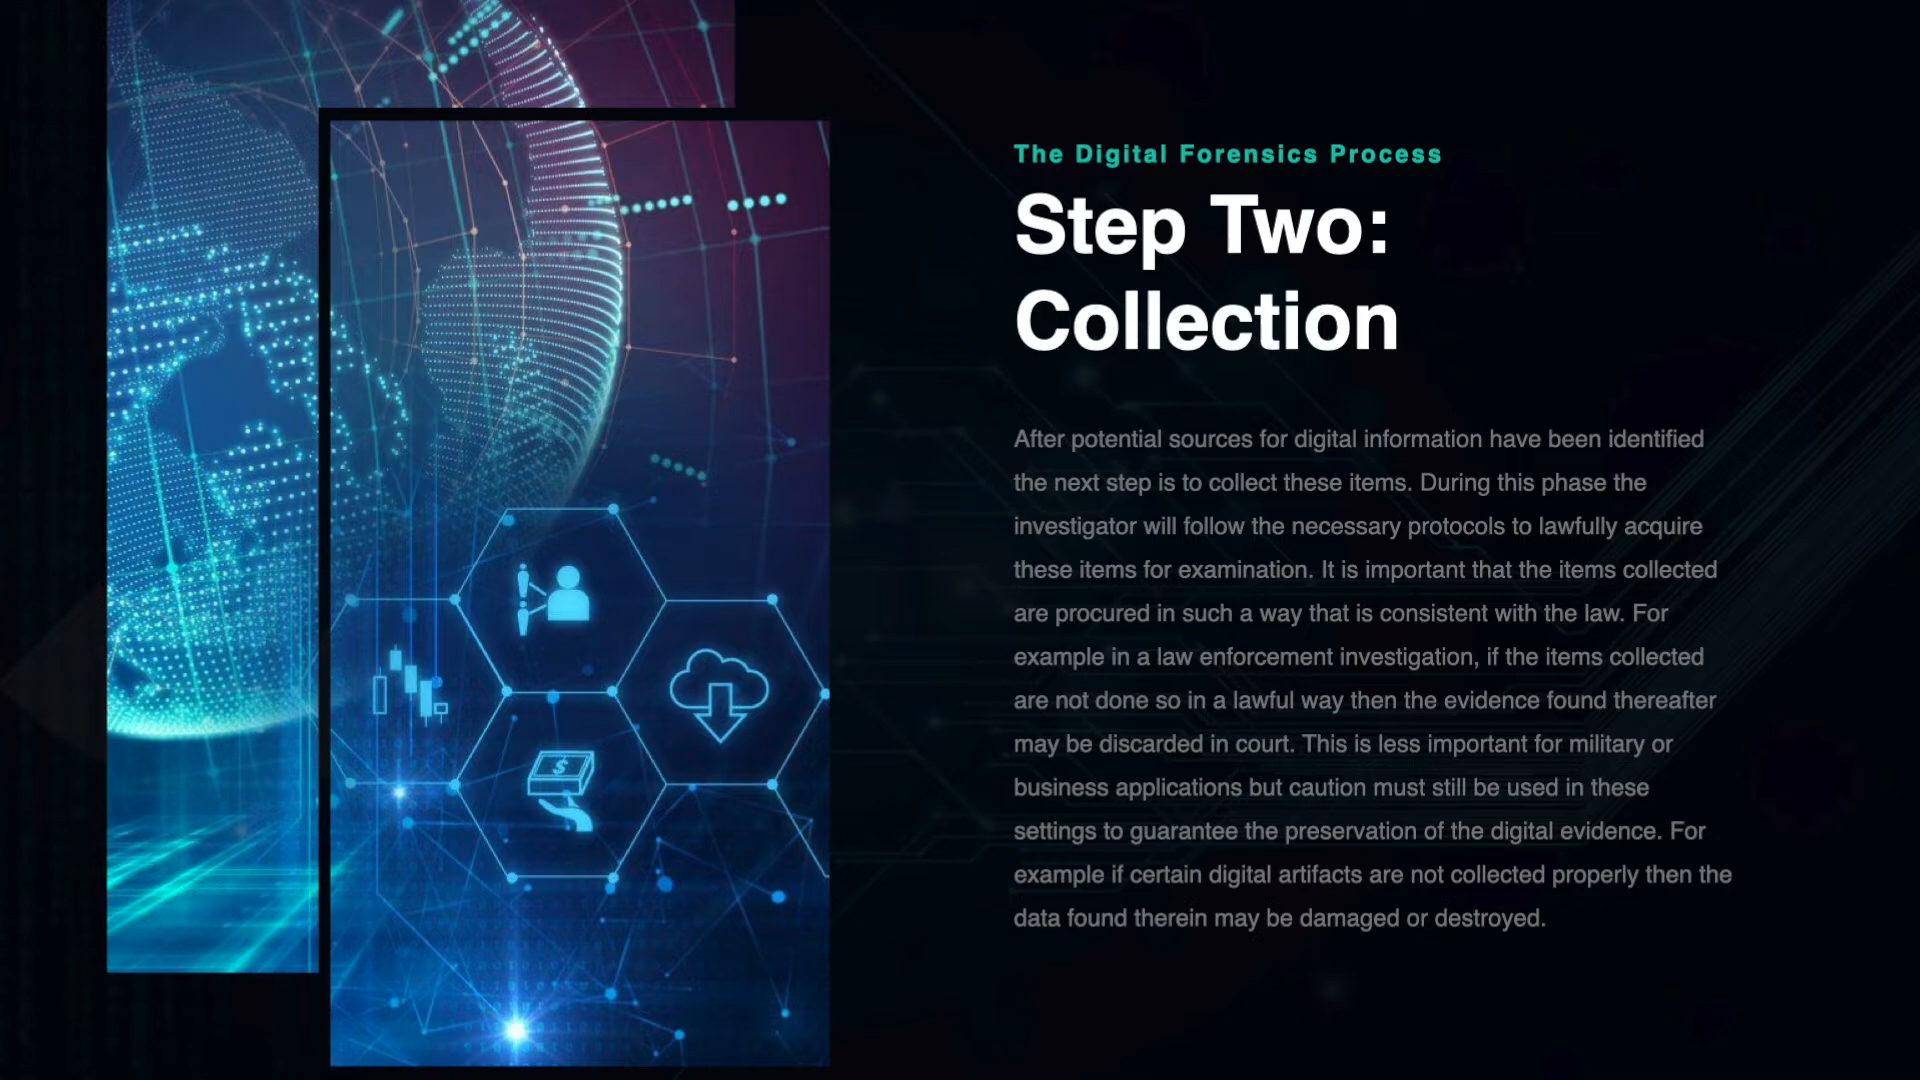 The Digital Forensics Process
Step Two:
Collection
After potential sources for digital information have been identified
the next step is to collect these items. During this phase the
investigator will follow the necessary protocols to lawfully acquire
these items for examination. It is important that the items collected
are procured in such a way that is consistent with the law. For
example in a law enforcement investigation, if the items collected
are not done so in a lawful way then the evidence found thereafter
may be discarded in court. This is less important for military or
business applications but caution must still be used in these
settings to guarantee the preservation of the digital evidence. For
example if certain digital artifacts are not collected properly then the
data found therein may be damaged or destroyed.
$